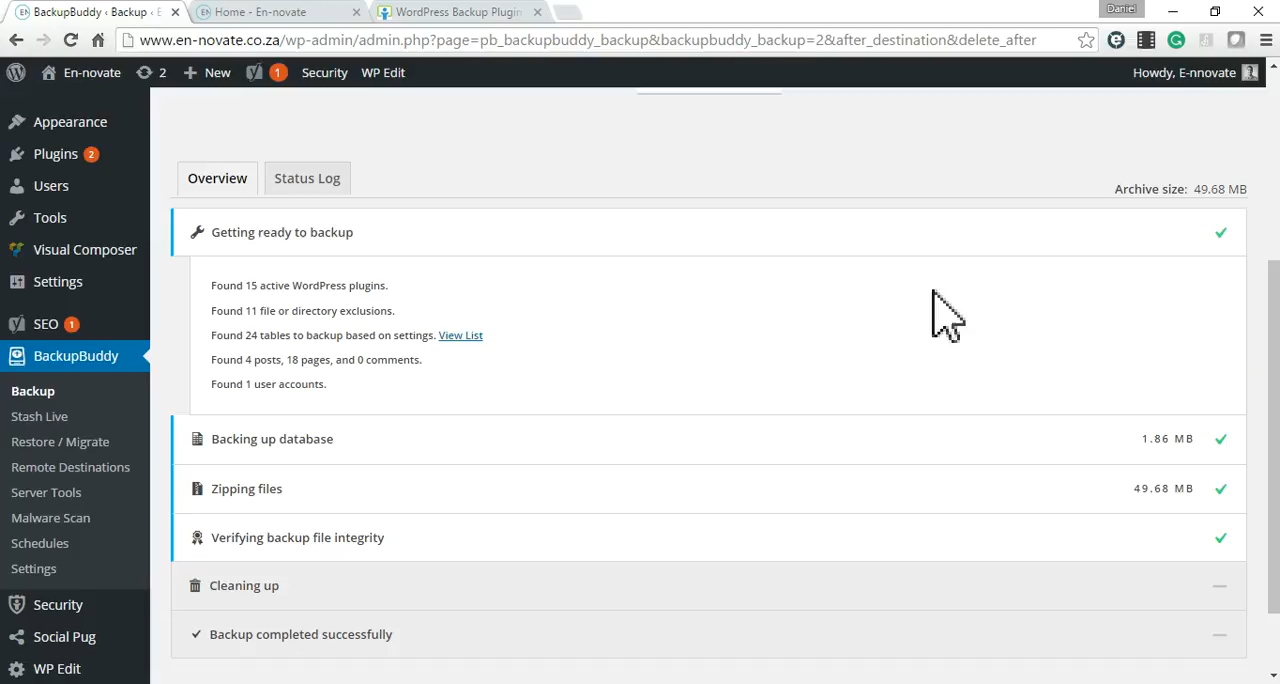 BackupBuddy ‹ Backup ‹ E
Home - En-novate
WordPress Backup Plugin
Daniel
www.en-novate.co.za/wp-admin/admin.php?page=pb_backupbuddy_backup&backupbuddy_backup=2&after_destination&delete_after
En-novate
2
New
1
Security
WP Edit
Howdy, E-nnovate
Appearance
Plugins 2
Users
Tools
Visual Composer
Settings
SEO 1
BackupBuddy
Backup
Stash Live
Restore / Migrate
Remote Destinations
Server Tools
Malware Scan
Schedules
Settings
Security
Social Pug
WP Edit
Overview
Status Log
Archive size: 49.68 MB
Getting ready to backup
Found 15 active WordPress plugins.
Found 11 file or directory exclusions.
Found 24 tables to backup based on settings. View List
Found 4 posts, 18 pages, and 0 comments.
Found 1 user accounts.
Backing up database 1.86 MB
Zipping files 49.68 MB
Verifying backup file integrity
Cleaning up
Backup completed successfully